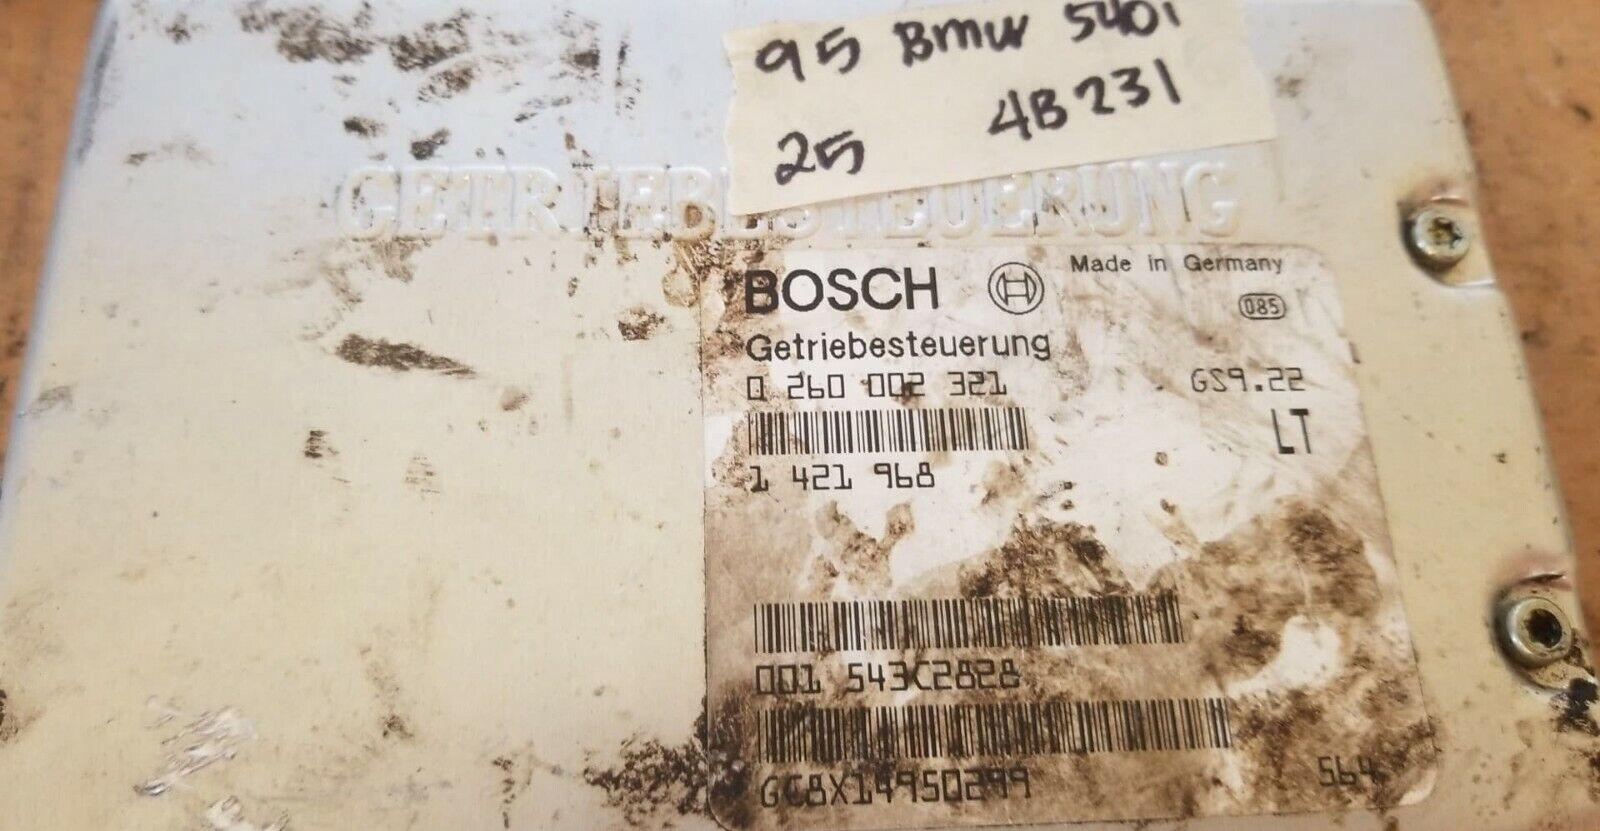 95 BMW 540i
25 4B231
GETRIEBESTEUERUNG
BOSCH
Made in Germany
085
Getriebesteuerung
0 260 002 321 GS9.22
LT
1 421 968
001 543C2828
GC8X14950299 564